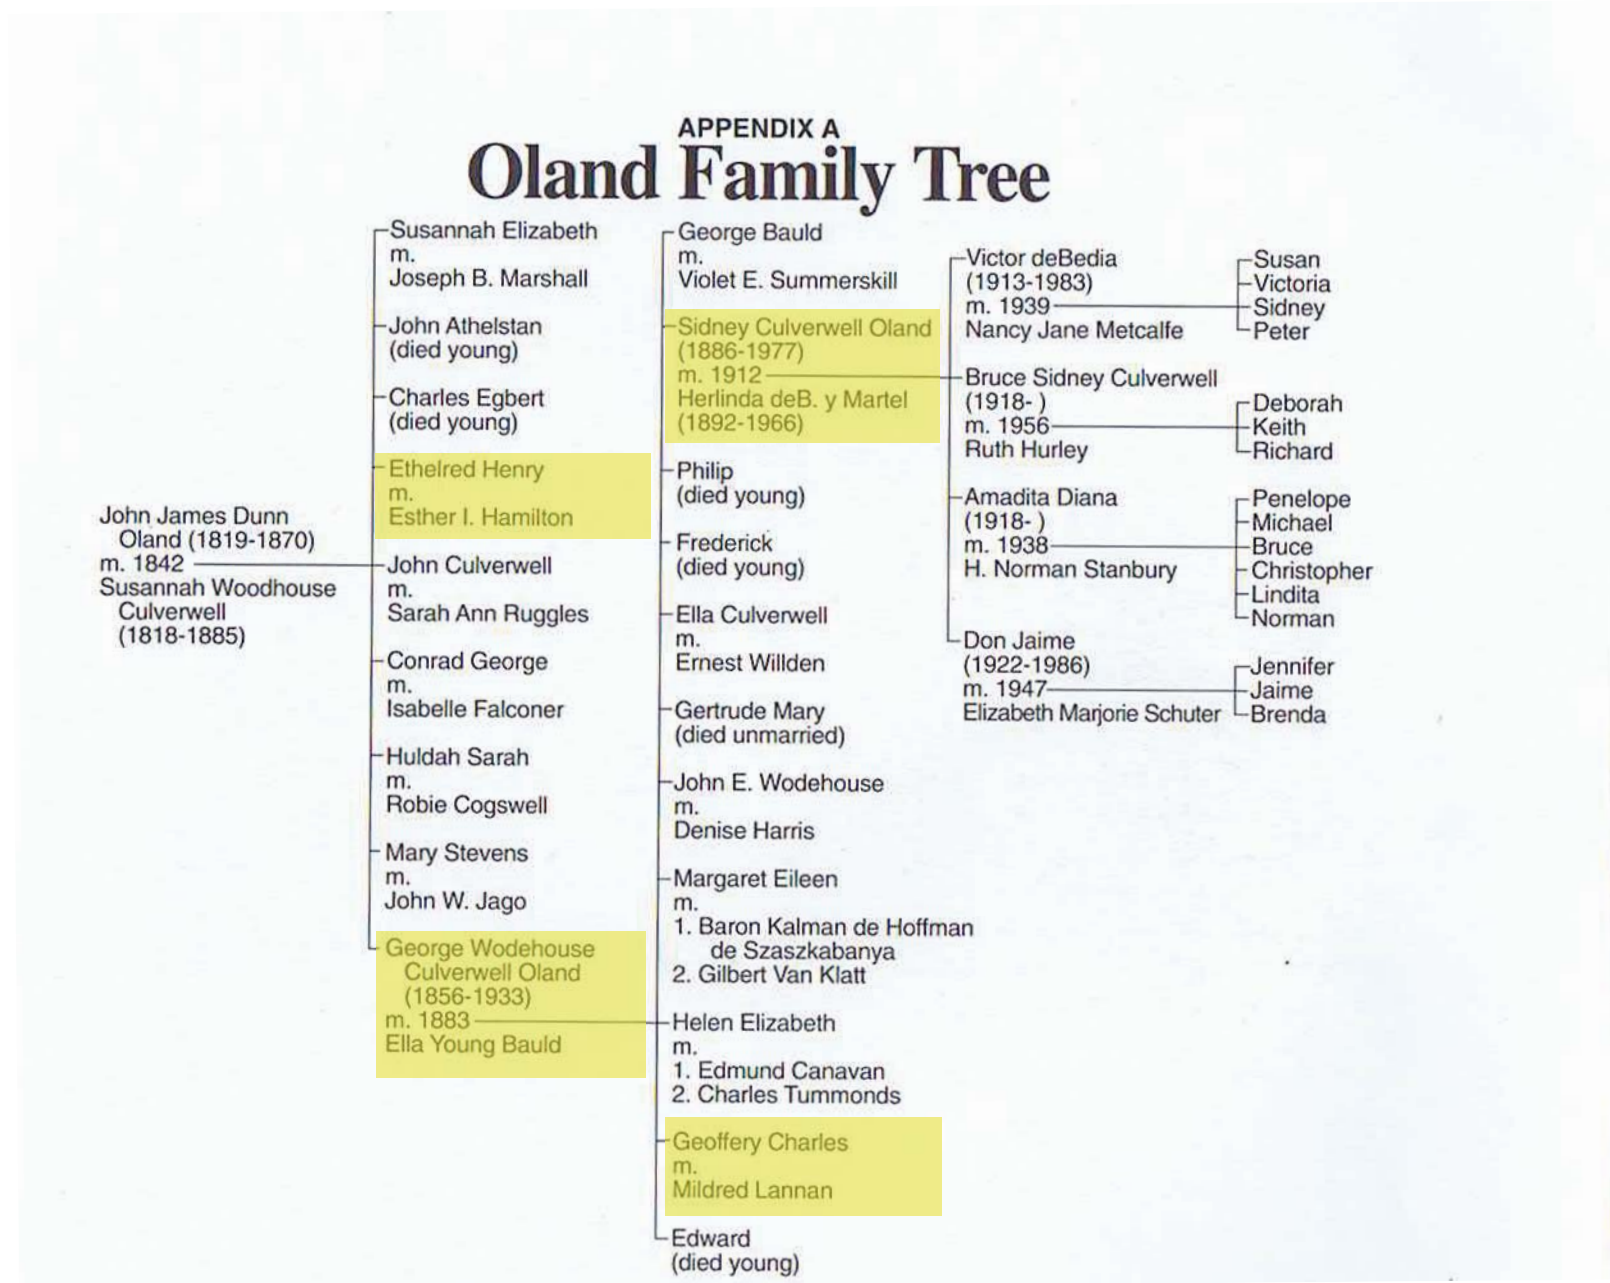 APPENDIX A
Oland Family Tree
John James Dunn
Oland (1819-1870)
m. 1842
Susannah Woodhouse
Culverwell
(1818-1885)
Susannah Elizabeth
m.
Joseph B. Marshall
John Athelstan
(died young)
Charles Egbert
(died young)
Ethelred Henry
m.
Esther I. Hamilton
John Culverwell
m.
Sarah Ann Ruggles
Conrad George
m.
Isabelle Falconer
Huldah Sarah
m.
Robie Cogswell
Mary Stevens
m.
John W. Jago
George Wodehouse
Culverwell Oland
(1856-1933)
m. 1883
Ella Young Bauld
George Bauld
m.
Violet E. Summerskill
Sidney Culverwell Oland
(1886-1977)
m. 1912
Herlinda deB. y Martel
(1892-1966)
Philip
(died young)
Frederick
(died young)
Ella Culverwell
m.
Ernest Willden
Gertrude Mary
(died unmarried)
John E. Wodehouse
m.
Denise Harris
Margaret Eileen
m.
1. Baron Kalman de Hoffman
de Szaszkabanya
2. Gilbert Van Klatt
Helen Elizabeth
m.
1. Edmund Canavan
2. Charles Tummonds
Geoffery Charles
m.
Mildred Lannan
Edward
(died young)
Victor deBedia
(1913-1983)
m. 1939
Nancy Jane Metcalfe
Bruce Sidney Culverwell
(1918- )
m. 1956
Ruth Hurley
Amadita Diana
(1918- )
m. 1938
H. Norman Stanbury
Don Jaime
(1922-1986)
m. 1947
Elizabeth Marjorie Schuter
Susan
Victoria
Sidney
Peter
Deborah
Keith
Richard
Penelope
Michael
Bruce
Christopher
Lindita
Norman
Jennifer
Jaime
Brenda